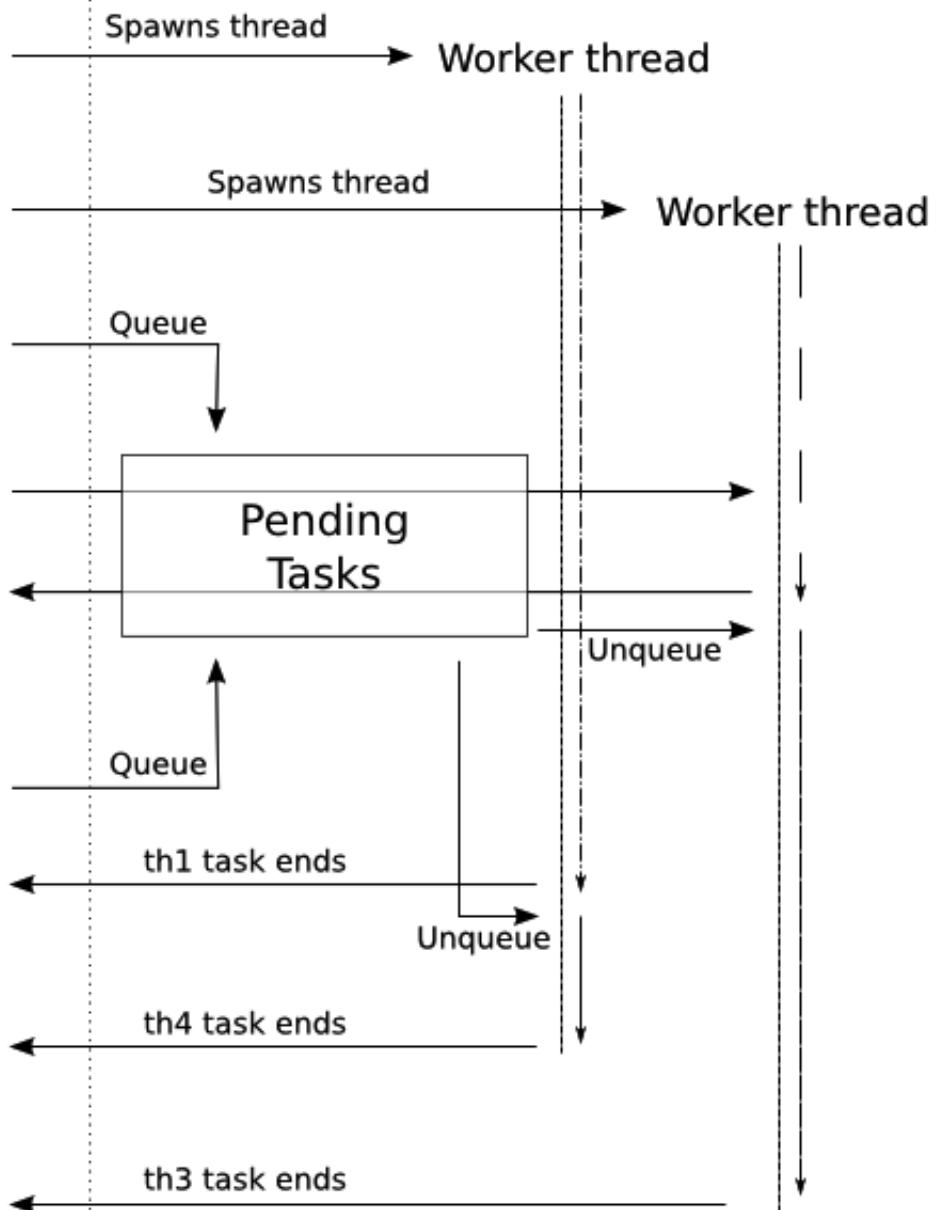 Spawns thread
Worker thread
Spawns thread
Worker thread
Queue
Pending
Tasks
Unqueue
Queue
th1 task ends
Unqueue
th4 task ends
th3 task ends